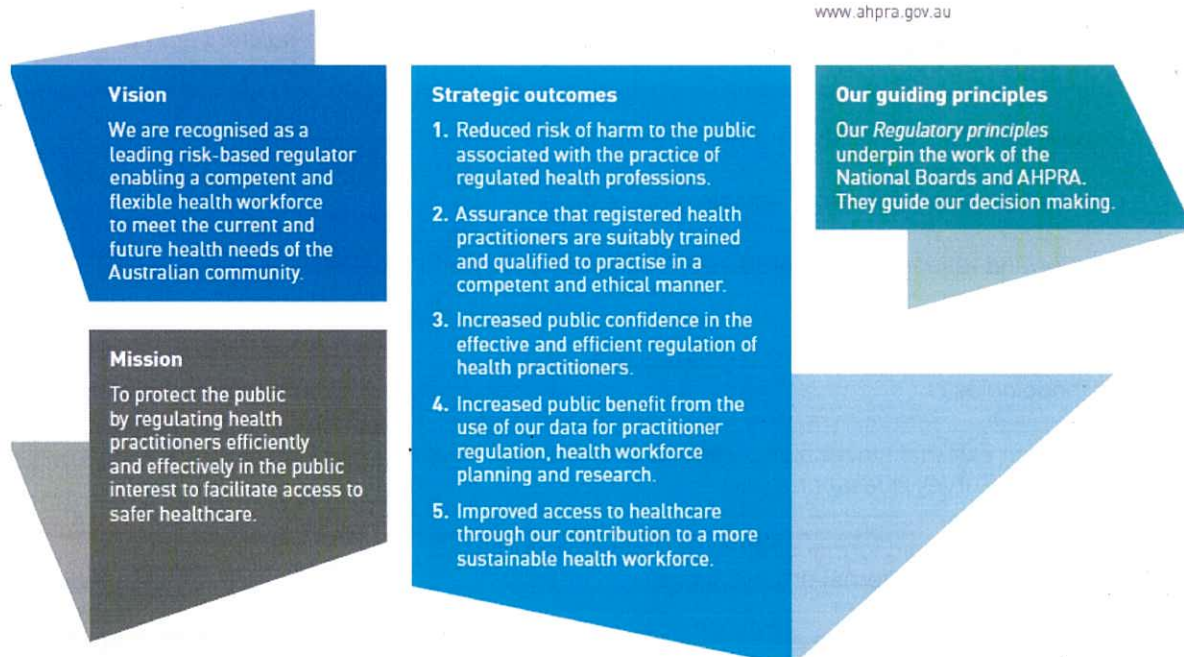 www.ahpra.gov.au
Vision
We are recognised as a
leading risk-based regulator
enabling a competent and
flexible health workforce
to meet the current and
future health needs of the
Australian community.
Mission
To protect the public
by regulating health
practitioners efficiently
and effectively in the public
interest to facilitate access to
safer healthcare.
Strategic outcomes
1. Reduced risk of harm to the public
associated with the practice of
regulated health professions.
2. Assurance that registered health
practitioners are suitably trained
and qualified to practise in a
competent and ethical manner.
3. Increased public confidence in the
effective and efficient regulation of
health practitioners.
4. Increased public benefit from the
use of our data for practitioner
regulation, health workforce
planning and research.
5. Improved access to healthcare
through our contribution to a more
sustainable health workforce.
Our guiding principles
Our Regulatory principles
underpin the work of the
National Boards and AHPRA.
They guide our decision making.